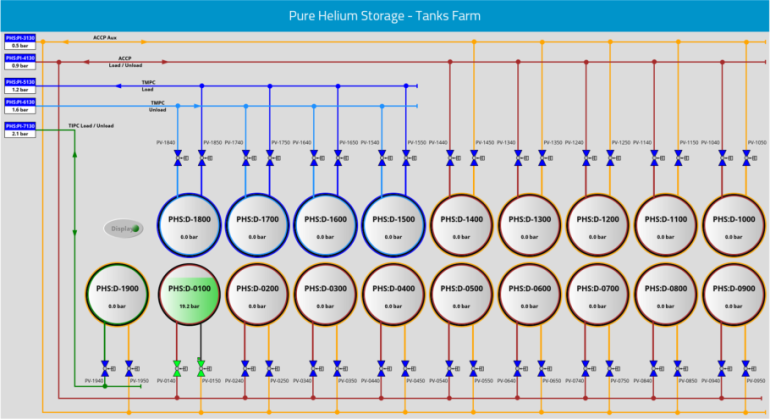 Pure Helium Storage - Tanks Farm
PHS:PI-3130
0.5 bar
ACCP Aux
PHS:PI-4130
0.9 bar
ACCP
Load / Unload
PHS:PI-5130
1.2 bar
TMPC
Load
PHS:PI-6130
1.6 bar
TMPC
Unload
PHS:PI-7130
2.1 bar
TIPC Load / Unload
PV-1840 PV-1850 PV-1740 PV-1750 PV-1640 PV-1650 PV-1540 PV-1550 PV-1440 PV-1450 PV-1340 PV-1350 PV-1240 PV-1250 PV-1140 PV-1150 PV-1040 PV-1050
PHS:D-1800 PHS:D-1700 PHS:D-1600 PHS:D-1500 PHS:D-1400 PHS:D-1300 PHS:D-1200 PHS:D-1100 PHS:D-1000
Display
0.0 bar 0.0 bar 0.0 bar 0.0 bar 0.0 bar 0.0 bar 0.0 bar 0.0 bar 0.0 bar
PHS:D-1900 PHS:D-0100 PHS:D-0200 PHS:D-0300 PHS:D-0400 PHS:D-0500 PHS:D-0600 PHS:D-0700 PHS:D-0800 PHS:D-0900
0.0 bar 19.2 bar 0.0 bar 0.0 bar 0.0 bar 0.0 bar 0.0 bar 0.0 bar 0.0 bar 0.0 bar
PV-1940 PV-1950 PV-0140 PV-0150 PV-0240 PV-0250 PV-0340 PV-0350 PV-0440 PV-0450 PV-0540 PV-0550 PV-0640 PV-0650 PV-0740 PV-0750 PV-0840 PV-0850 PV-0940 PV-0950